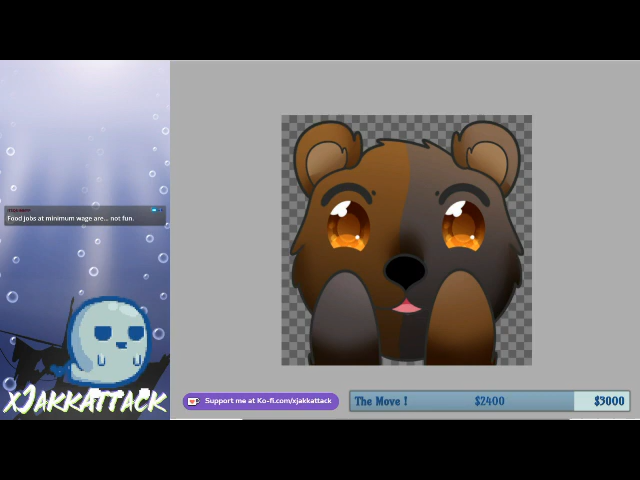 Food jobs at minimum wage are... not fun.
xJAKKATTACK
Support me at Ko-fi.com/xjakkattack
The Move ! $2400 $3000